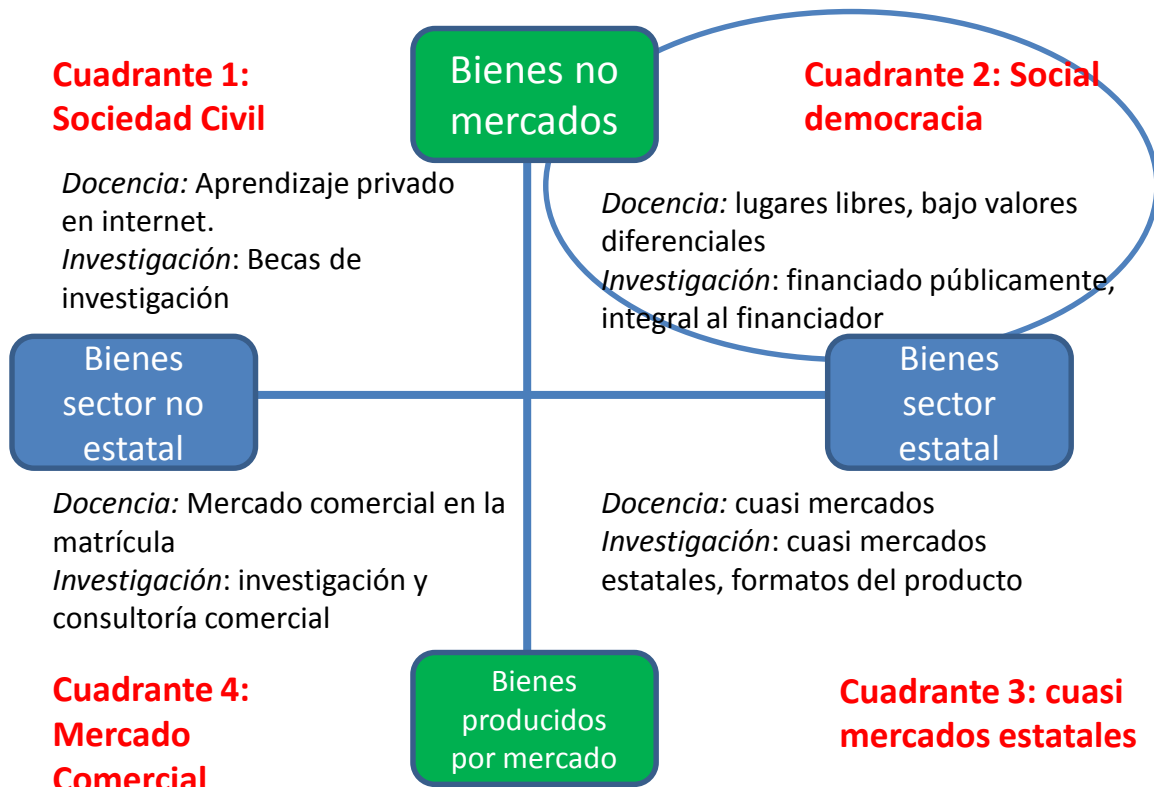 Cuadrante 1:
Sociedad Civil
Bienes no
mercados
Cuadrante 2: Social
democracia
Docencia: Aprendizaje privado
en internet.
Investigación: Becas de
investigación
Docencia: lugares libres, bajo valores
diferenciales
Investigación: financiado públicamente,
integral al financiador
Bienes
sector no
estatal
Bienes
sector
estatal
Docencia: Mercado comercial en la
matrícula
Investigación: investigación y
consultoría comercial
Docencia: cuasi mercados
Investigación: cuasi mercados
estatales, formatos del producto
Cuadrante 4:
Mercado
Comercial
Bienes
producidos
por mercado
Cuadrante 3: cuasi
mercados estatales